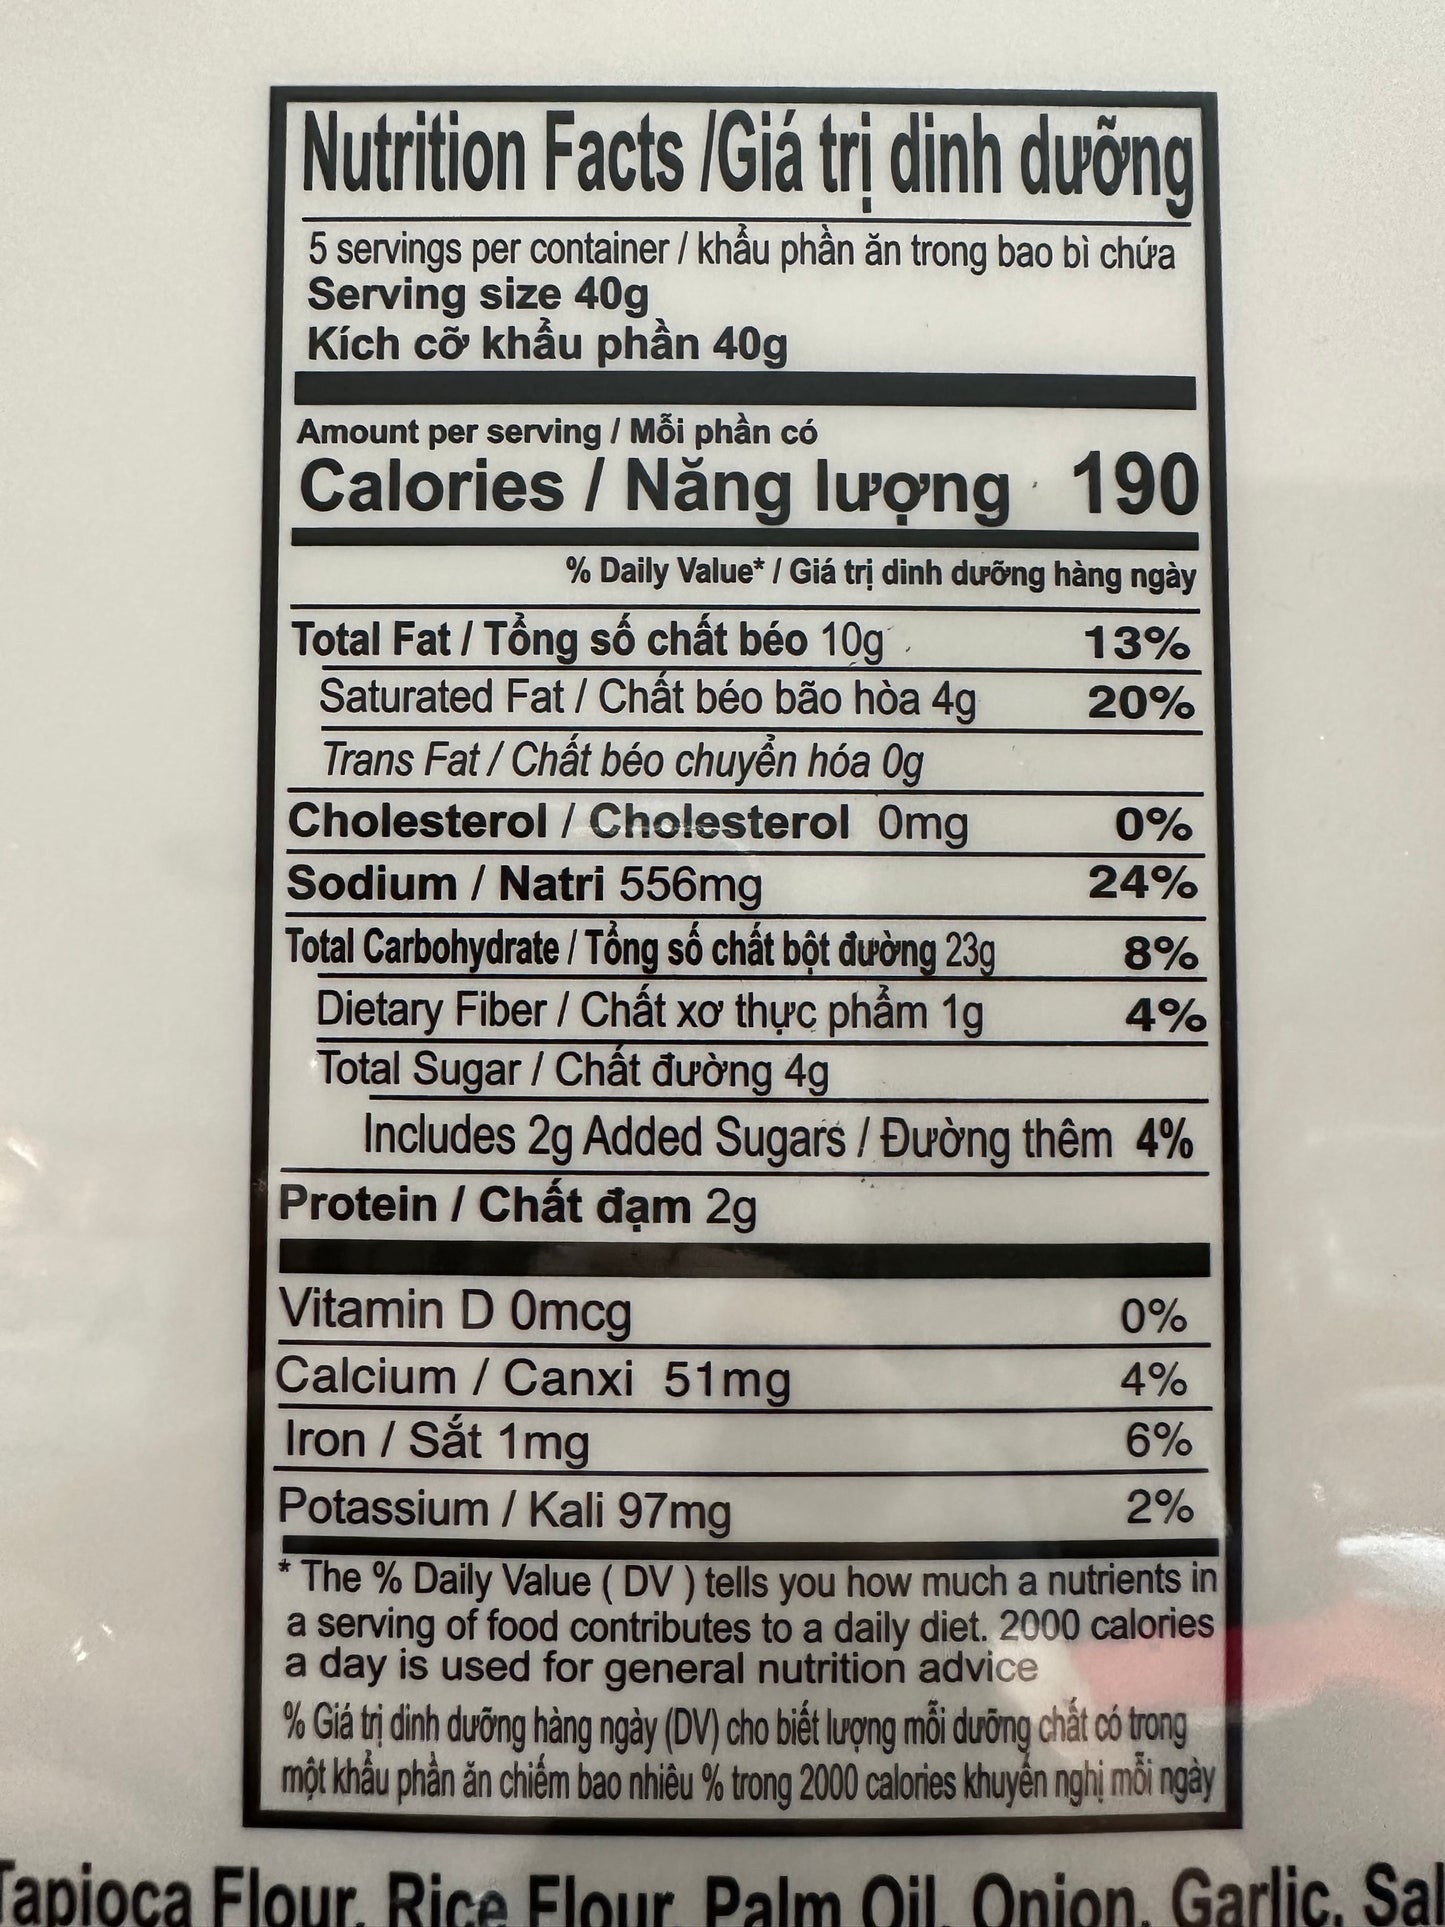 Nutrition Facts /Giá trị dinh dưỡng
5 servings per container / khẩu phần ăn trong bao bì chứa
Serving size 40g
Kích cỡ khẩu phần 40g
Amount per serving / Mỗi phần có
Calories / Năng lượng 190
% Daily Value* / Giá trị dinh dưỡng hàng ngày
Total Fat / Tổng số chất béo 10g 13%
Saturated Fat / Chất béo bão hòa 4g 20%
Trans Fat / Chất béo chuyển hóa 0g
Cholesterol / Cholesterol 0mg 0%
Sodium / Natri 556mg 24%
Total Carbohydrate / Tổng số chất bột đường 23g 8%
Dietary Fiber / Chất xơ thực phẩm 1g 4%
Total Sugar / Chất đường 4g
Includes 2g Added Sugars / Đường thêm 4%
Protein / Chất đạm 2g
Vitamin D 0mcg 0%
Calcium / Canxi 51mg 4%
Iron / Sắt 1mg 6%
Potassium / Kali 97mg 2%
* The % Daily Value ( DV ) tells you how much a nutrients in
a serving of food contributes to a daily diet. 2000 calories
a day is used for general nutrition advice
% Giá trị dinh dưỡng hàng ngày (DV) cho biết lượng mỗi dưỡng chất có trong
một khẩu phần ăn chiếm bao nhiêu % trong 2000 calories khuyến nghị mỗi ngày
Tapioca Flour, Rice Flour, Palm Oil, Onion, Garlic, Sal